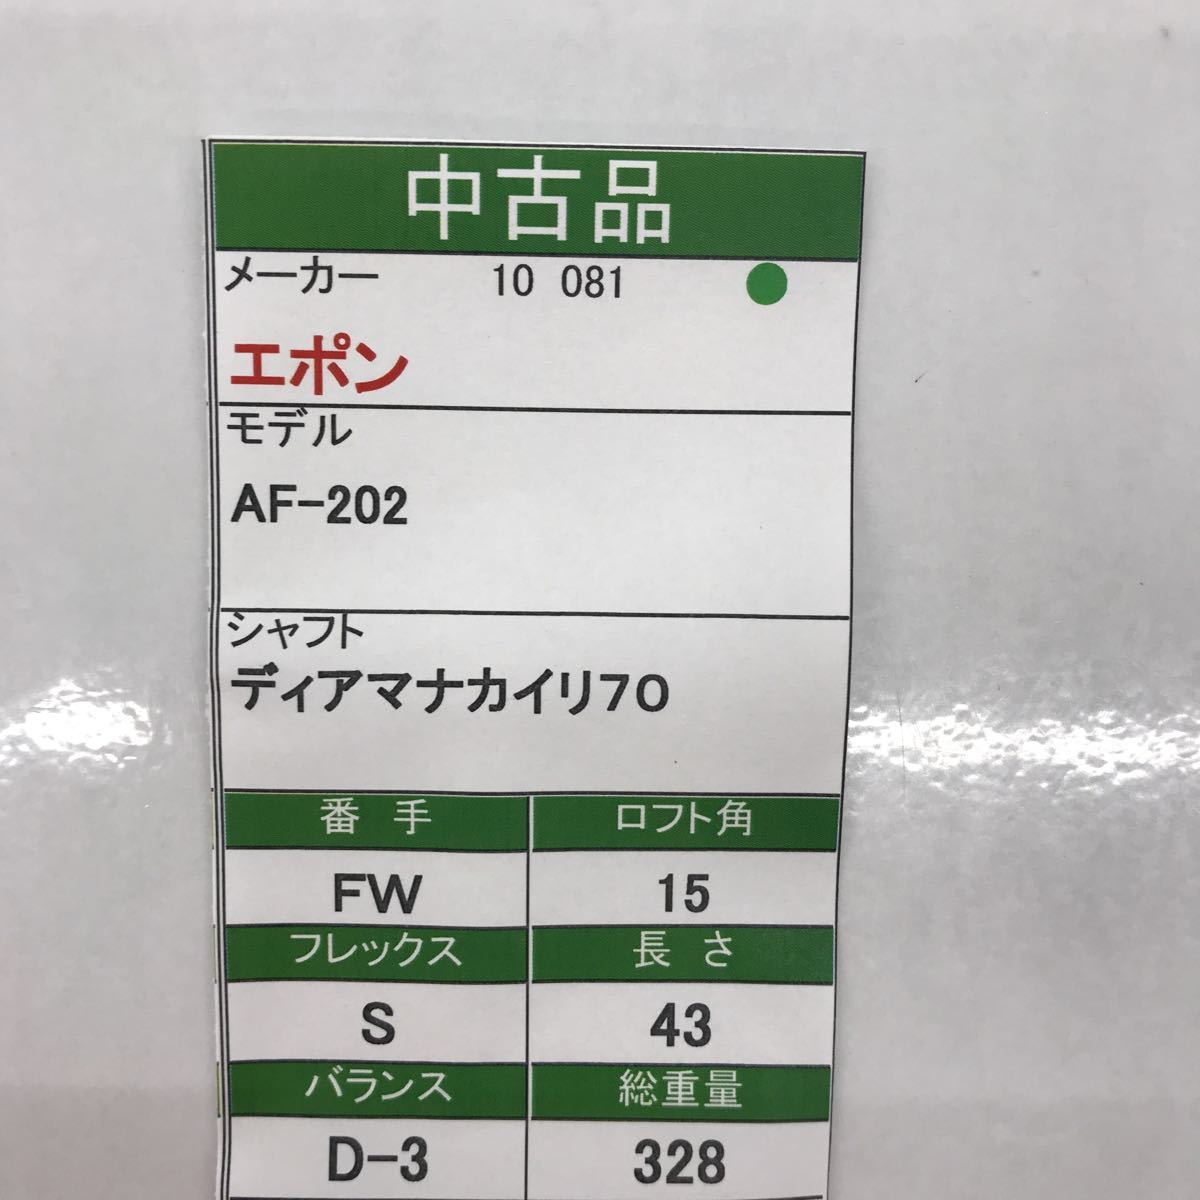 中古品
メーカー 10 081
エポン
モデル
AF-202
シャフト
ディアマナカイリ70
番 手 ロフト角
FW 15
フレックス 長 さ
S 43
バランス 総重量
D-3 328